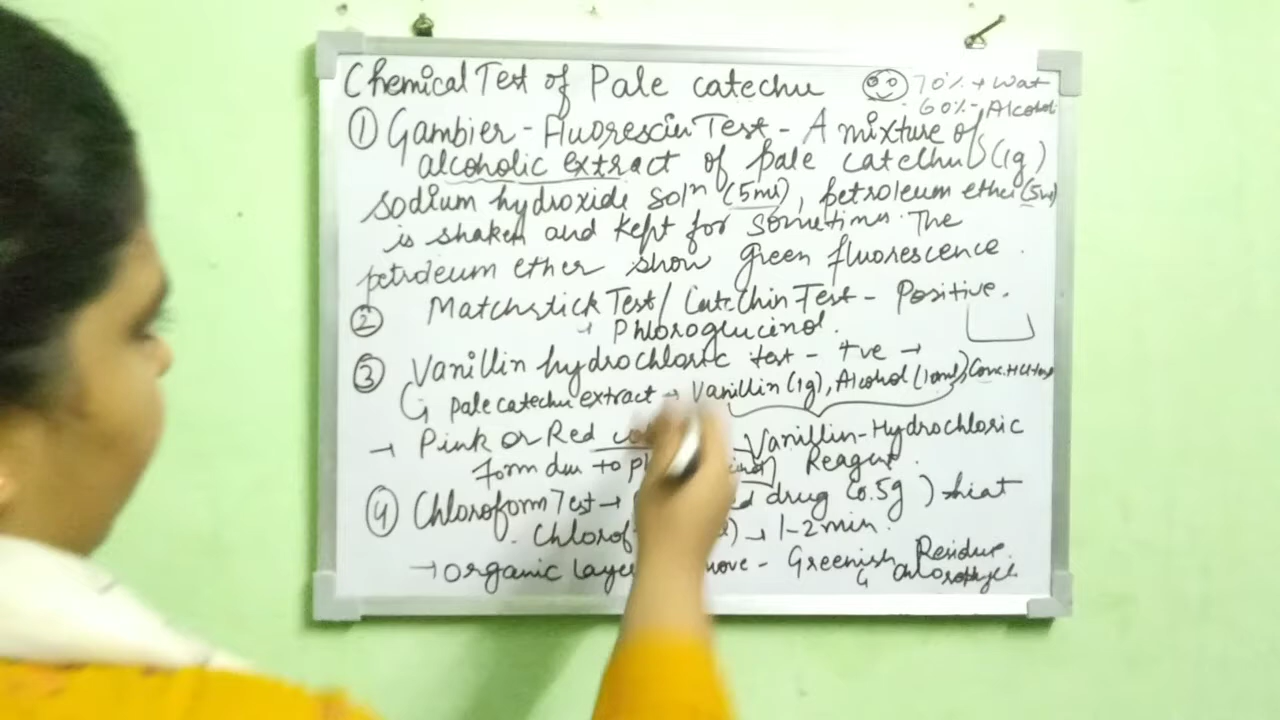 Chemical Test of Pale catechu
70% + Wat
60% - Alcohol
① Gambier - Fluorescin Test - A mixture of
alcoholic extract of pale catechu (1g)
sodium hydroxide solⁿ (5ml), petroleum ether (5ml)
is shaken and kept for sometime. The
petroleum ether show green fluorescence.
② Matchstick Test / Catechin Test - Positive.
Phloroglucinol.
③ Vanillin hydrochloric test - +ve →
↳ pale catechu extract → Vanillin (1g), Alcohol (10ml), Conc. HCl
→ Pink or Red Vanillin-Hydrochloric
form due to Reagent.
④ Chloroform Test → drug (0.5g) heat
→ 1-2 min.
→ organic layer - Greenish Residue.
↳ chlorophyll